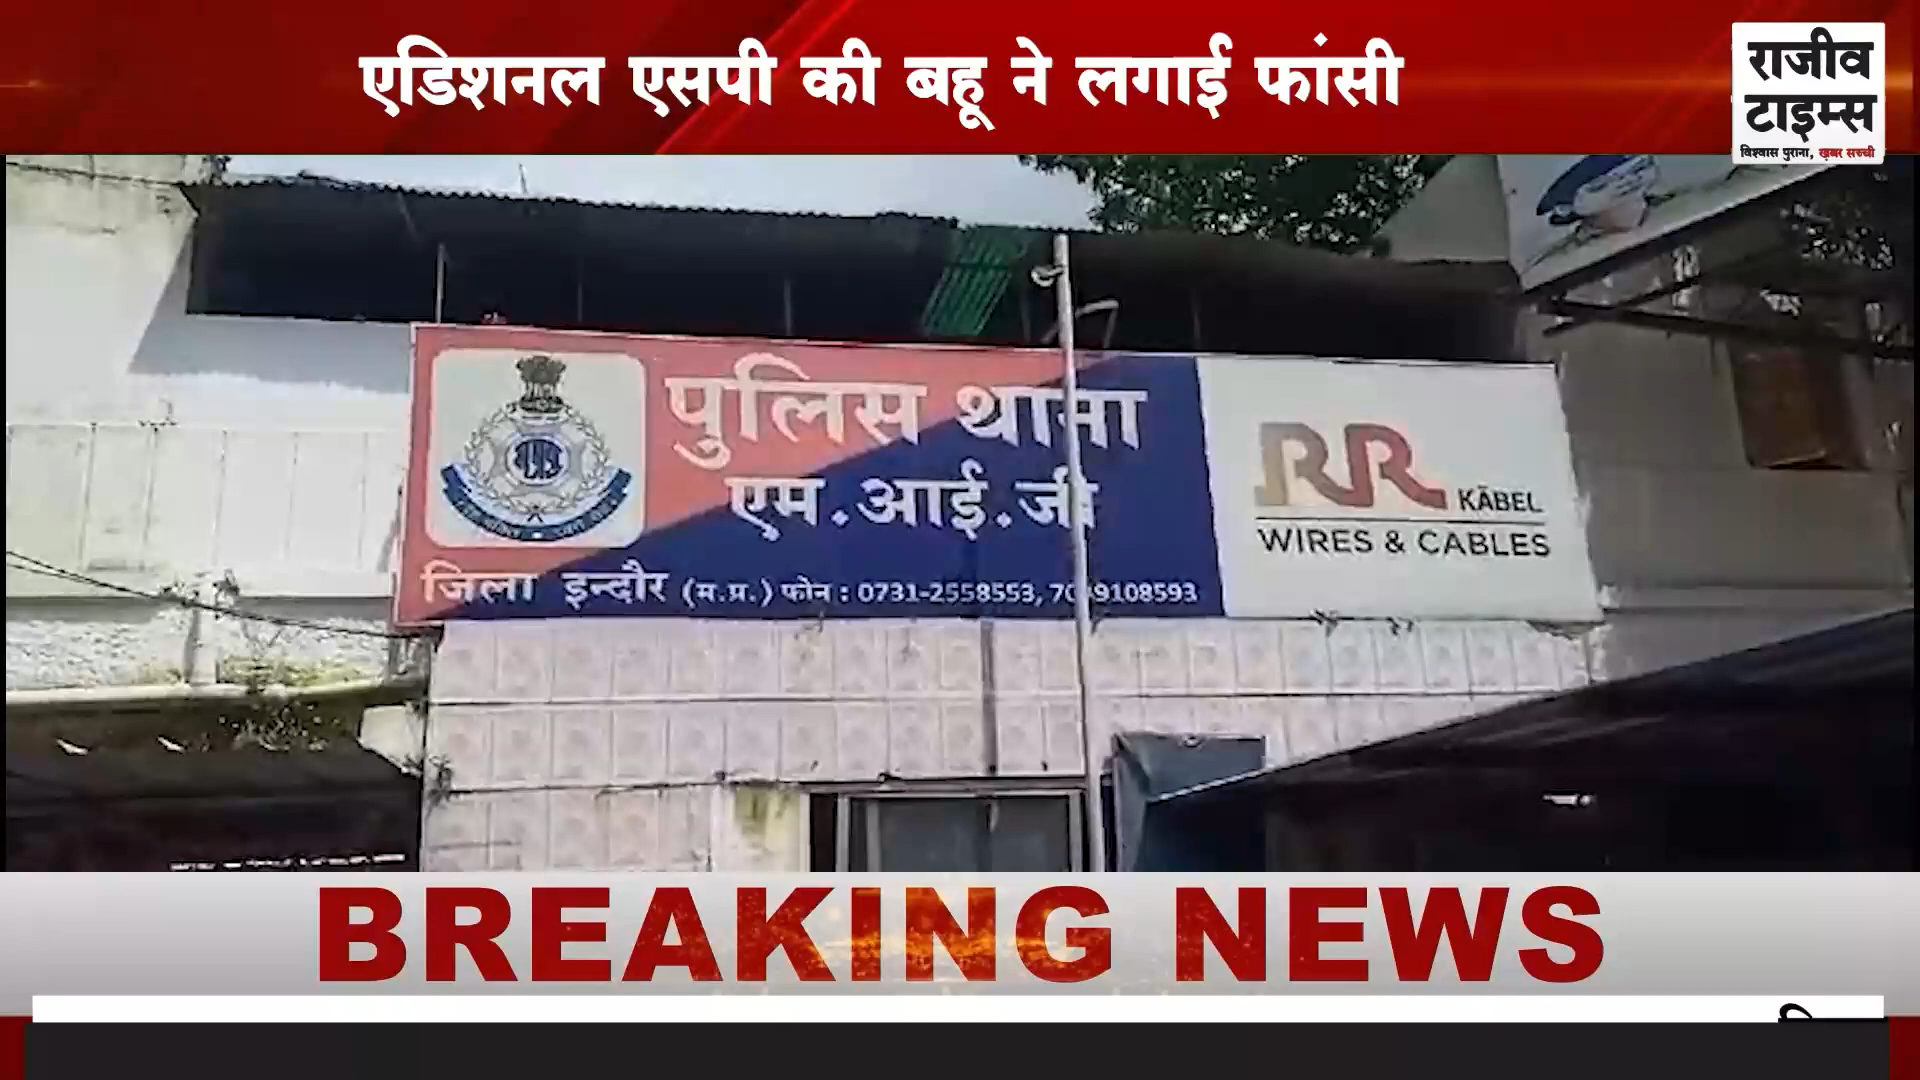 एडिशनल एसपी की बहू ने लगाई फांसी
राजीव
टाइम्स
विश्वास पुराना, ख़बर सच्ची
पुलिस थाना
एम.आई.जी
जिला इन्दौर (म.प्र.) फोन : 0731-2558553,
RR KABEL
WIRES & CABLES
BREAKING NEWS